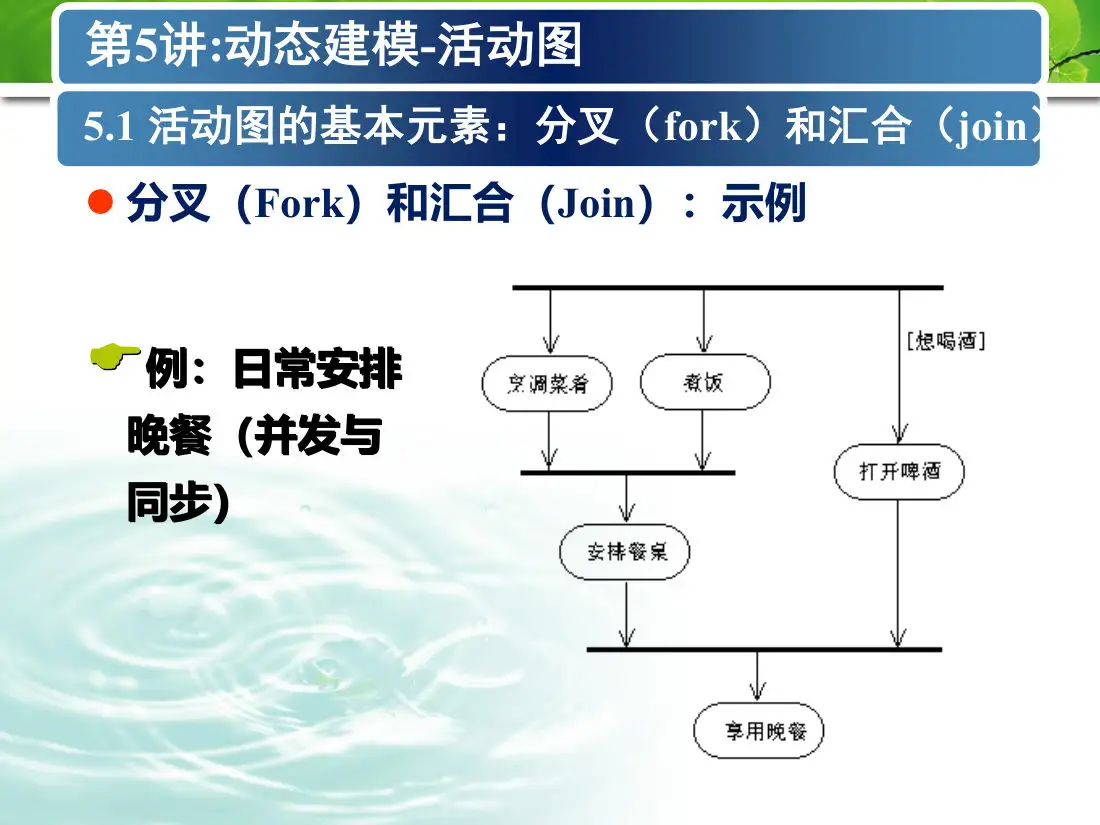 第5讲:动态建模-活动图
5.1 活动图的基本元素：分叉（fork）和汇合（join）
分叉（Fork）和汇合（Join）：示例
例：日常安排
晚餐（并发与
同步）
[想喝酒]
烹调菜肴
煮饭
打开啤酒
安排餐桌
享用晚餐